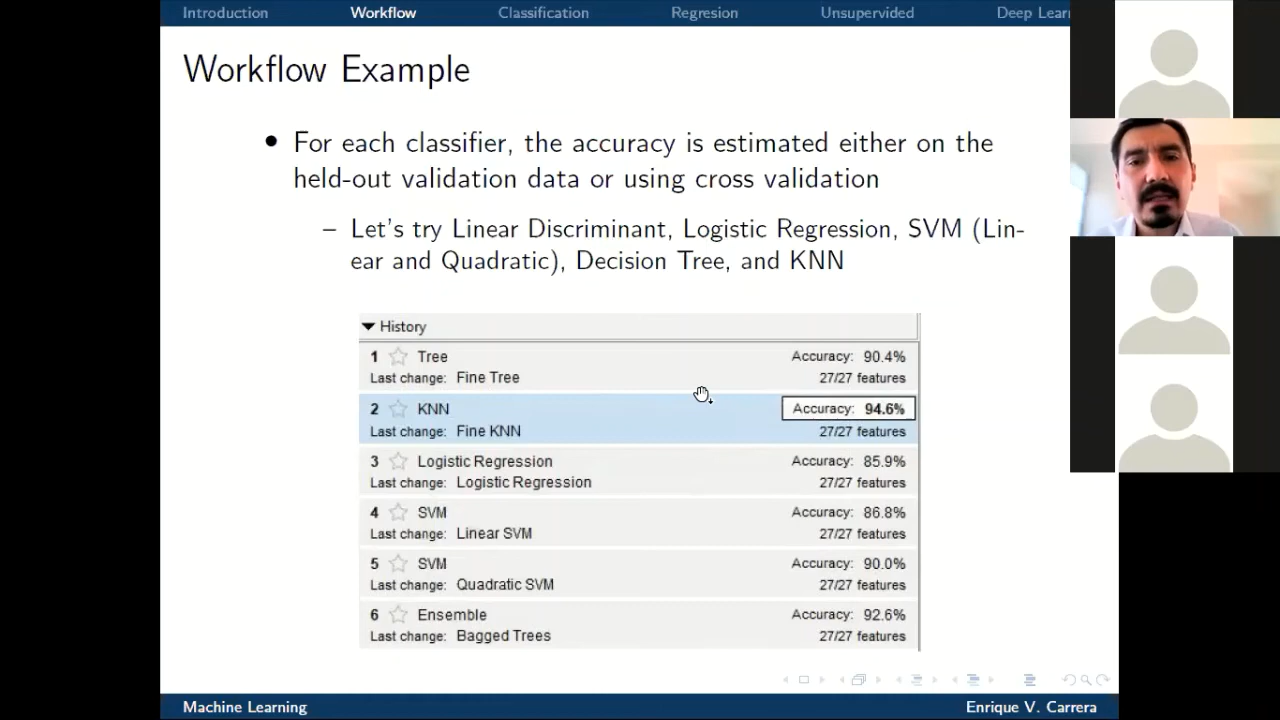 Introduction Workflow Classification Regresion Unsupervided Deep Lear
Workflow Example
• For each classifier, the accuracy is estimated either on the
held-out validation data or using cross validation
– Let's try Linear Discriminant, Logistic Regression, SVM (Lin-
ear and Quadratic), Decision Tree, and KNN
History
1 Tree Accuracy: 90.4%
Last change: Fine Tree 27/27 features
2 KNN Accuracy: 94.6%
Last change: Fine KNN 27/27 features
3 Logistic Regression Accuracy: 85.9%
Last change: Logistic Regression 27/27 features
4 SVM Accuracy: 86.8%
Last change: Linear SVM 27/27 features
5 SVM Accuracy: 90.0%
Last change: Quadratic SVM 27/27 features
6 Ensemble Accuracy: 92.6%
Last change: Bagged Trees 27/27 features
Machine Learning Enrique V. Carrera